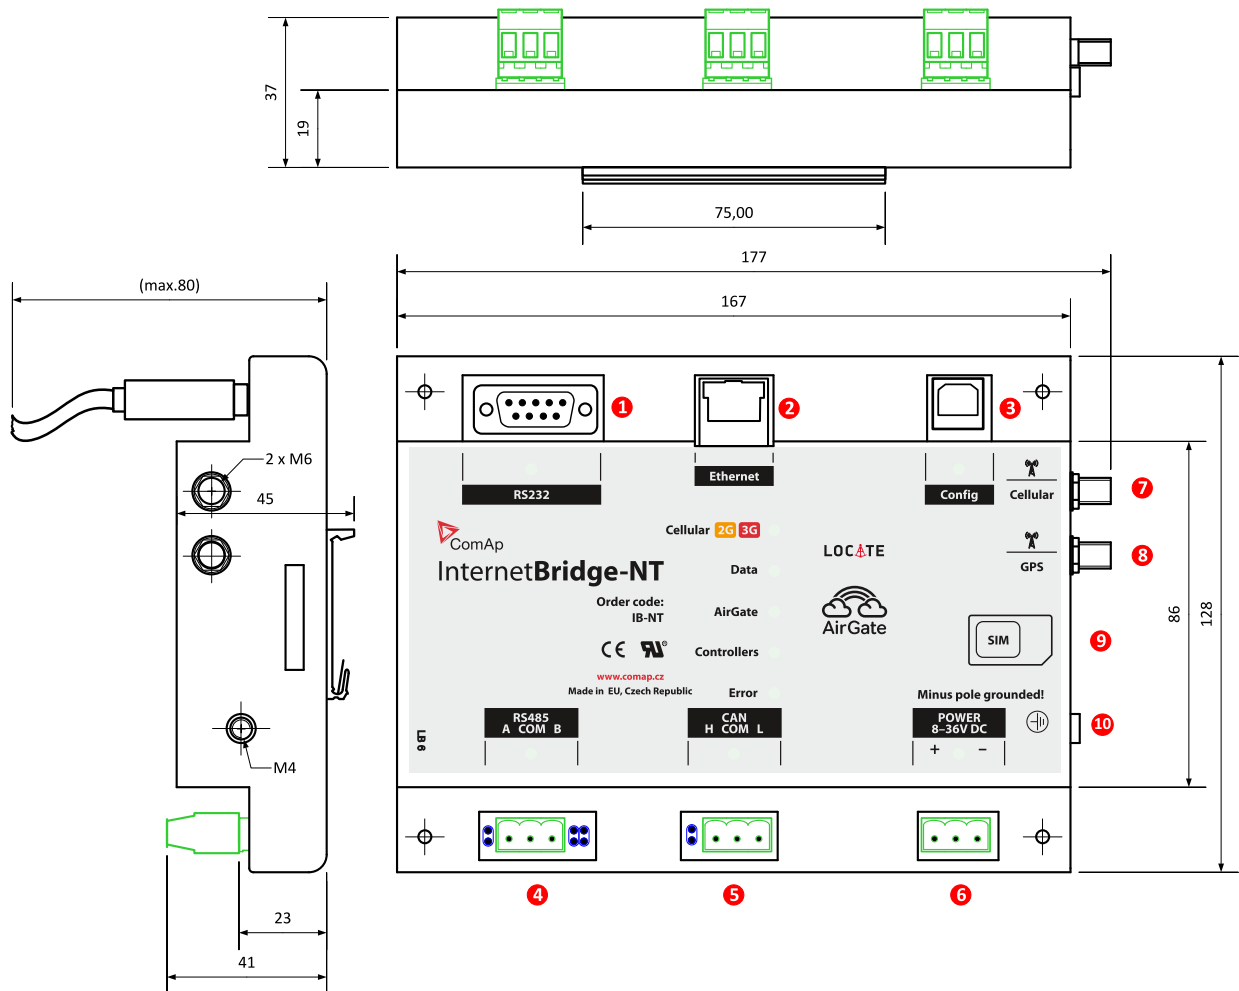 37
19
75,00
177
(max.80)
167
1
2
3
2 x M6
45
Ethernet
RS232
Config
Cellular
7
Cellular 2G 3G
ComAp
LOCATE
InternetBridge-NT
Data
GPS
8
Order code:
IB-NT
AirGate
AirGate
86
128
CE RU®
Controllers
SIM
9
www.comap.cz
Made in EU, Czech Republic
Error
Minus pole grounded!
RS485
A COM B
CAN
H COM L
POWER
8–36V DC
10
LB 6
+ −
M4
4
5
6
23
41